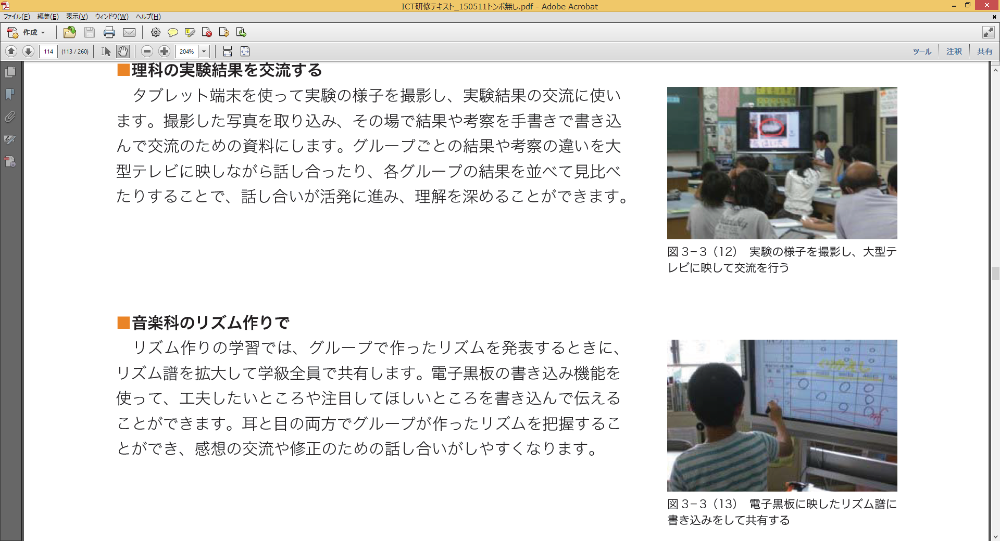 ICT研修テキスト_150511トンボ無し.pdf - Adobe Acrobat
ファイル(F) 編集(E) 表示(V) ウィンドウ(W) ヘルプ(H)
作成
114 (113 / 260) 204% ツール 注釈 共有
■理科の実験結果を交流する
タブレット端末を使って実験の様子を撮影し、実験結果の交流に使い
ます。撮影した写真を取り込み、その場で結果や考察を手書きで書き込
んで交流のための資料にします。グループごとの結果や考察の違いを大
型テレビに映しながら話し合ったり、各グループの結果を並べて見比べ
たりすることで、話し合いが活発に進み、理解を深めることができます。
図3−3（12） 実験の様子を撮影し、大型テ
レビに映して交流を行う
■音楽科のリズム作りで
リズム作りの学習では、グループで作ったリズムを発表するときに、
リズム譜を拡大して学級全員で共有します。電子黒板の書き込み機能を
使って、工夫したいところや注目してほしいところを書き込んで伝える
ことができます。耳と目の両方でグループが作ったリズムを把握するこ
とができ、感想の交流や修正のための話し合いがしやすくなります。
くりかえし
図3−3（13） 電子黒板に映したリズム譜に
書き込みをして共有する